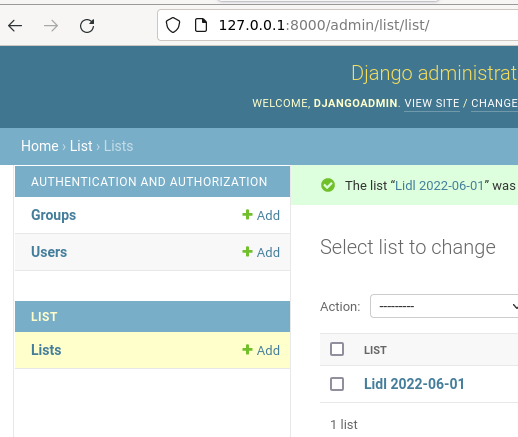 127.0.0.1:8000/admin/list/list/
Django administrat
WELCOME, DJANGOADMIN. VIEW SITE / CHANGE
Home › List › Lists
AUTHENTICATION AND AUTHORIZATION
Groups + Add
Users + Add
LIST
Lists + Add
The list “Lidl 2022-06-01” was
Select list to change
Action: ---------
LIST
Lidl 2022-06-01
1 list